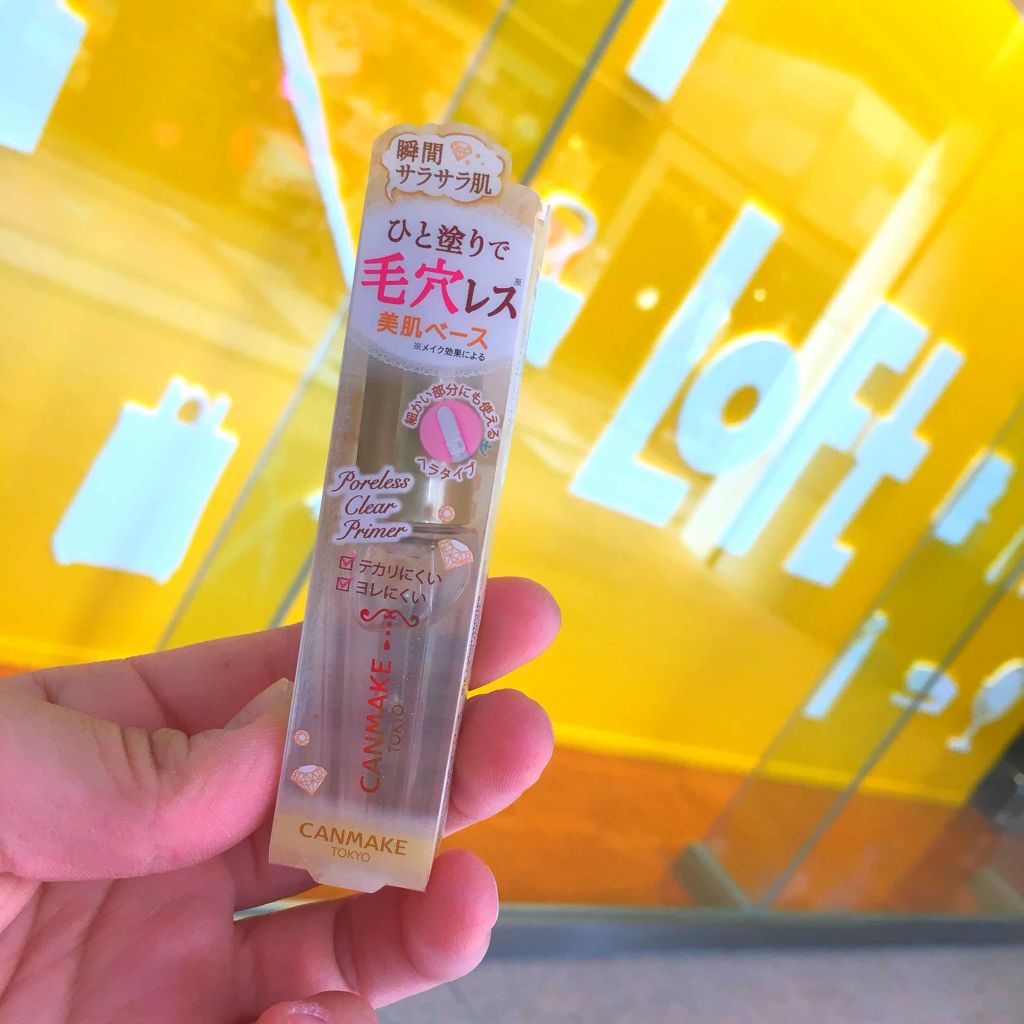 瞬間
サラサラ肌
ひと塗りで
毛穴レス※
美肌ベース
※メイク効果による
細かい部分にも使える
ヘラタイプ
Poreless
Clear
Primer
テカリにくい
ヨレにくい
CANMAKE
TOKYO
CANMAKE
TOKYO
LOFT